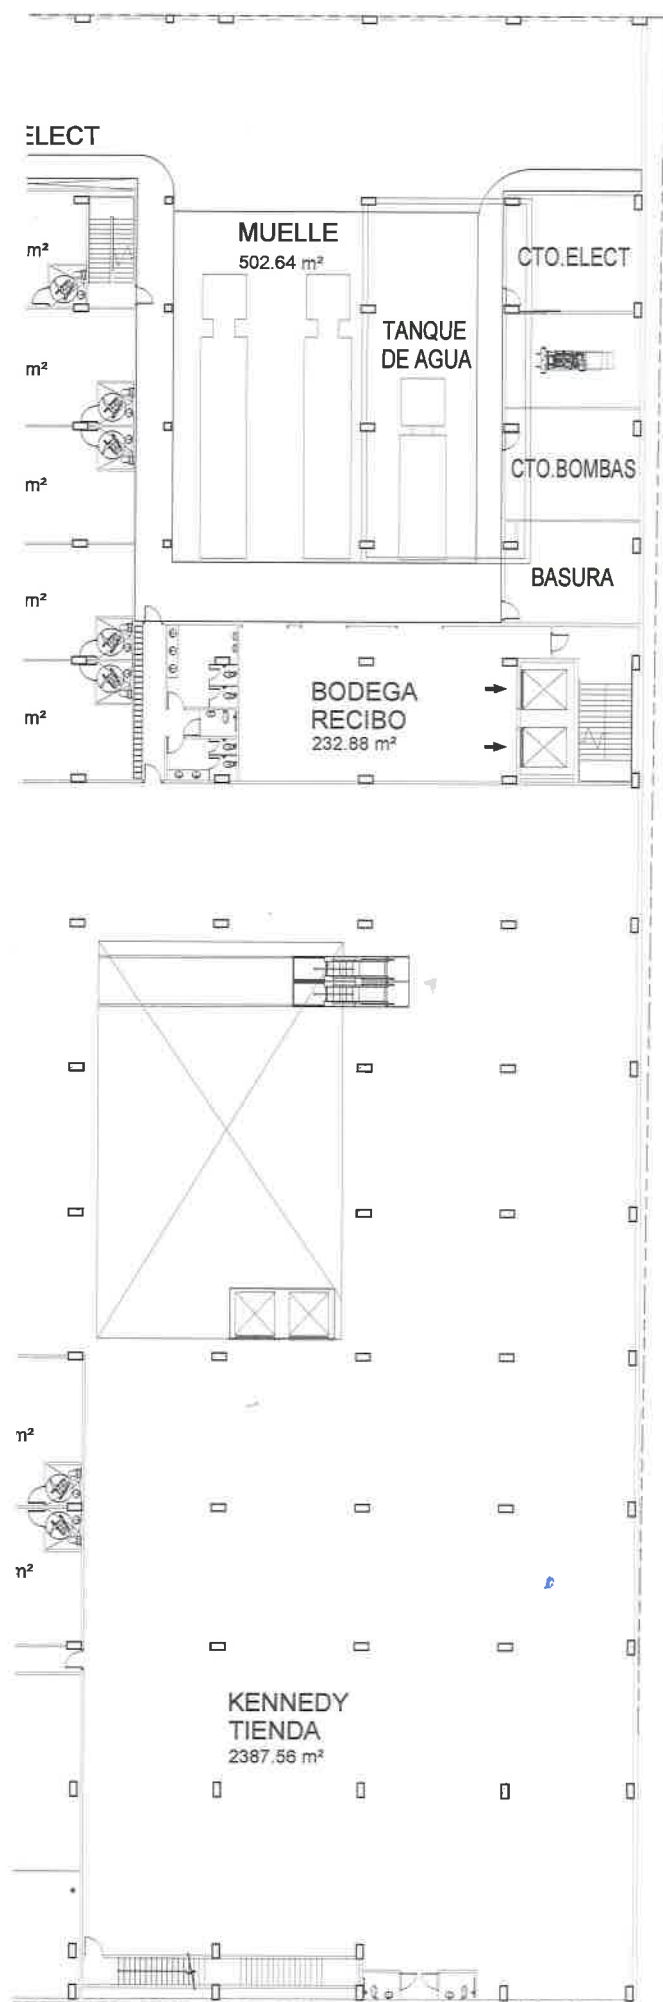 ELECT
MUELLE
502.64 m²
m²
CTO.ELECT
TANQUE
DE AGUA
m²
CTO.BOMBAS
m²
BASURA
m²
BODEGA
RECIBO
232.88 m²
m²
m²
m²
KENNEDY
TIENDA
2387.56 m²